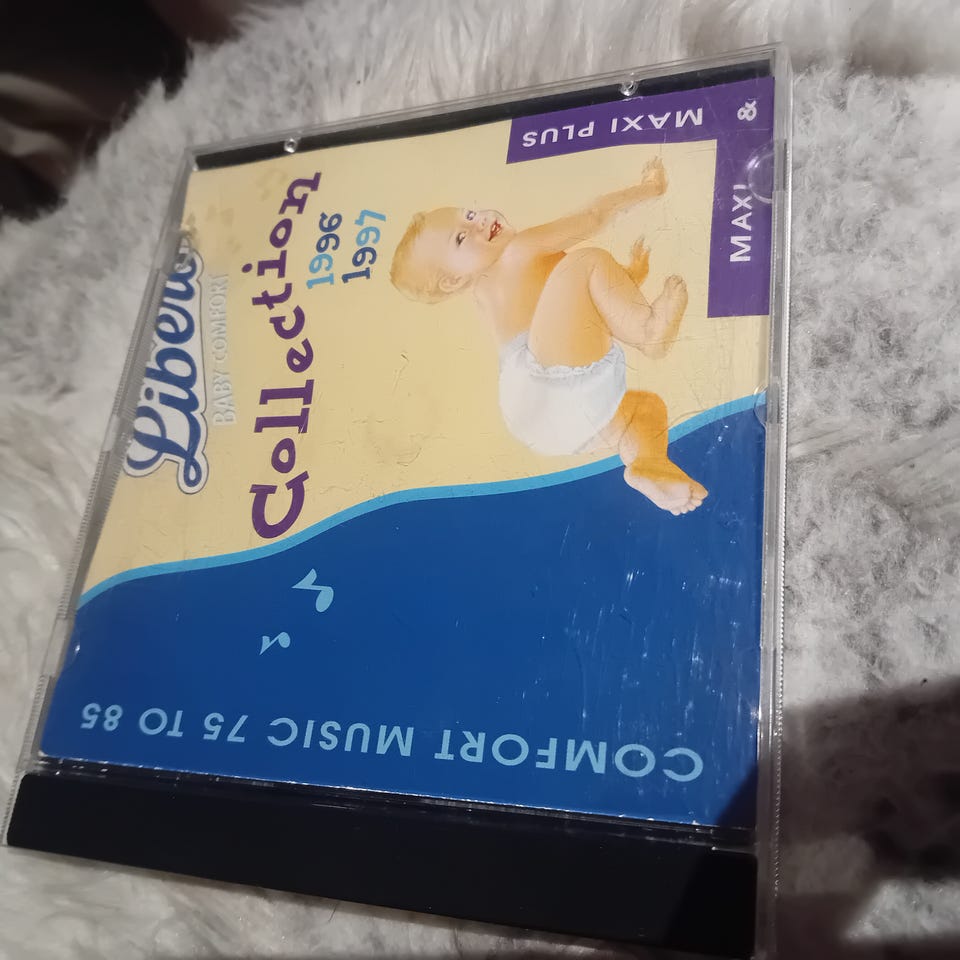 Libero
BABY COMFORT
Collection
1996
1997
MAXI &
MAXI PLUS
COMFORT MUSIC 75 TO 85